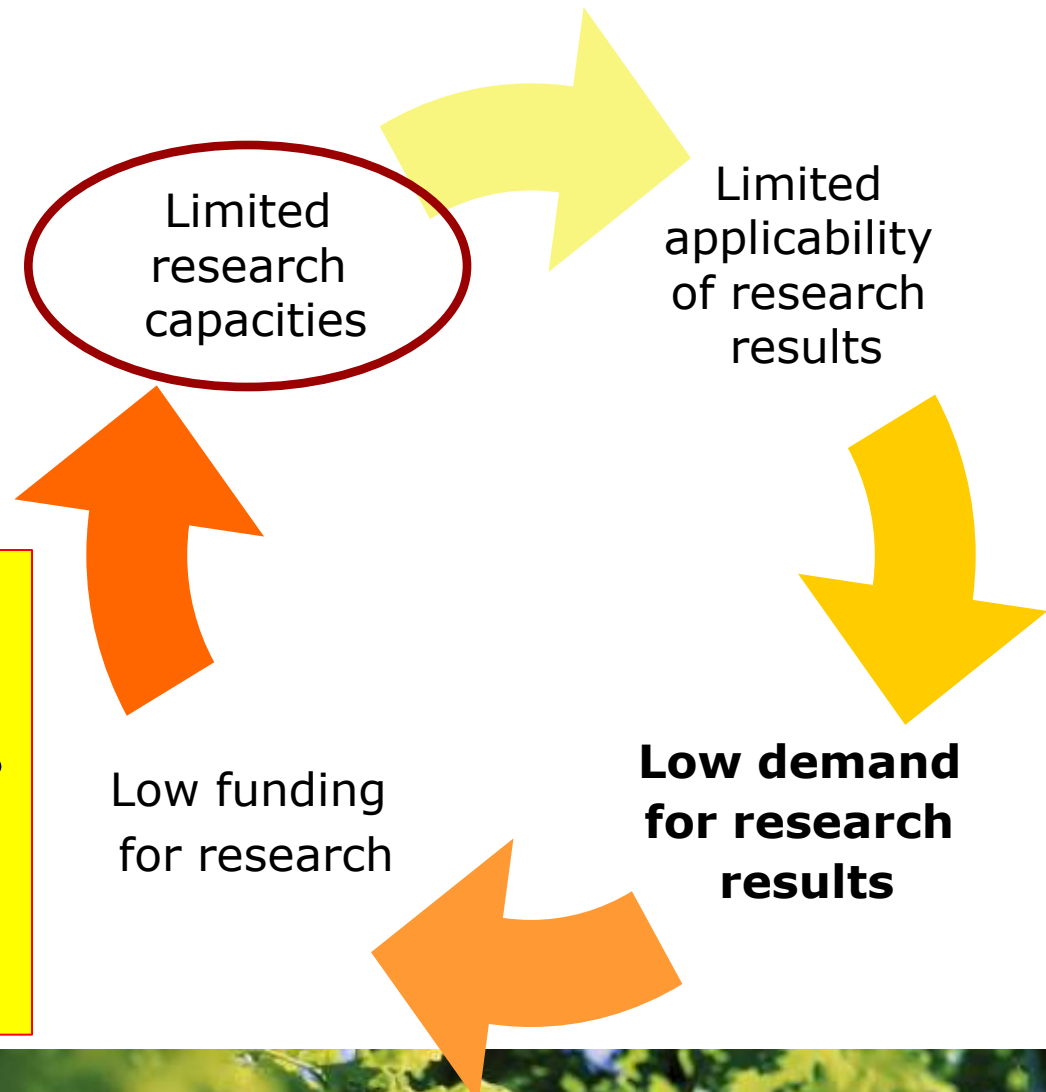 Limited
research
capacities
Limited
applicability
of research
results
Low demand
for research
results
Low funding
for research